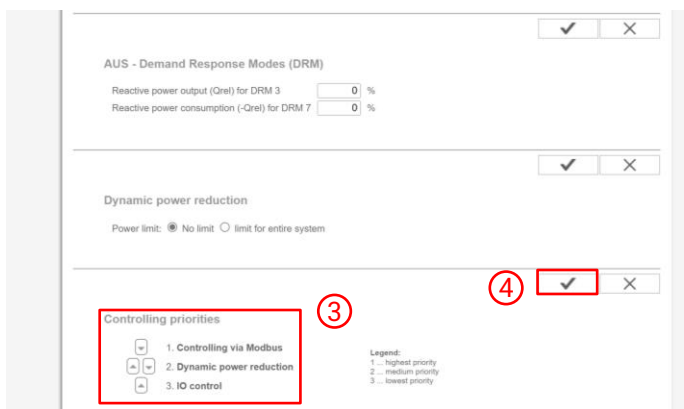 AUS - Demand Response Modes (DRM)
Reactive power output (Qrel) for DRM 3 0 %
Reactive power consumption (-Qrel) for DRM 7 0 %
Dynamic power reduction
Power limit: No limit limit for entire system
4
3
Controlling priorities
1. Controlling via Modbus
2. Dynamic power reduction
3. IO control
Legend:
1 ... highest priority
2 ... medium priority
3 ... lowest priority